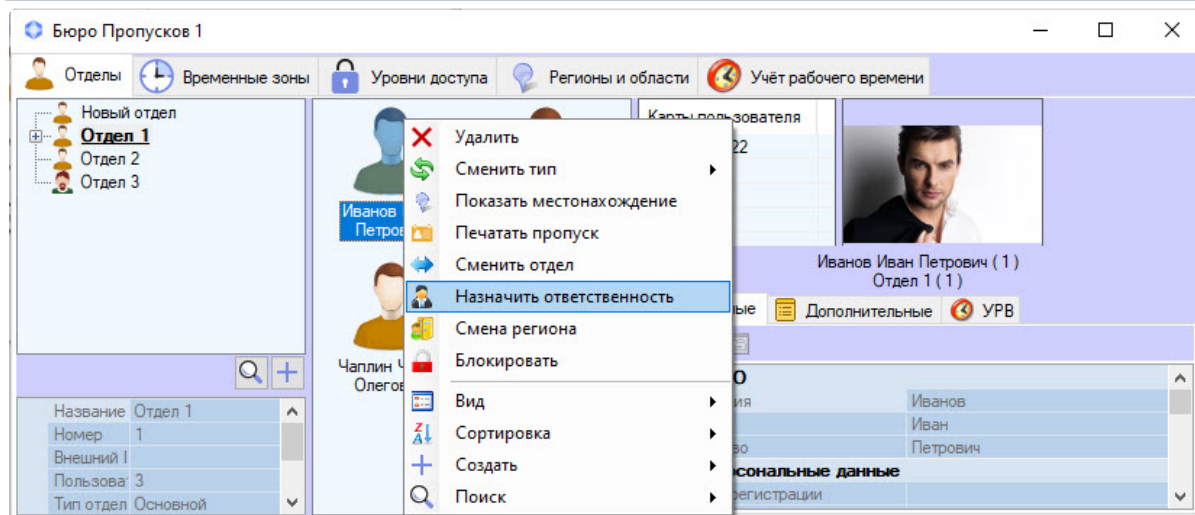 Бюро Пропусков 1
Отделы
Временные зоны
Уровни доступа
Регионы и области
Учёт рабочего времени
Новый отдел
Отдел 1
Отдел 2
Отдел 3
Иванов
Петров
Чаплин Ч
Олегов
Удалить
Сменить тип
Показать местонахождение
Печатать пропуск
Сменить отдел
Назначить ответственность
Смена региона
Блокировать
Вид
Сортировка
Создать
Поиск
Карты пользователя
22
Иванов Иван Петрович ( 1 )
Отдел 1 ( 1 )
ные
Дополнительные
УРВ
О
ия Иванов
Иван
во Петрович
рсональные данные
регистрации
Название Отдел 1
Номер 1
Внешний I
Пользова 3
Тип отдел Основной